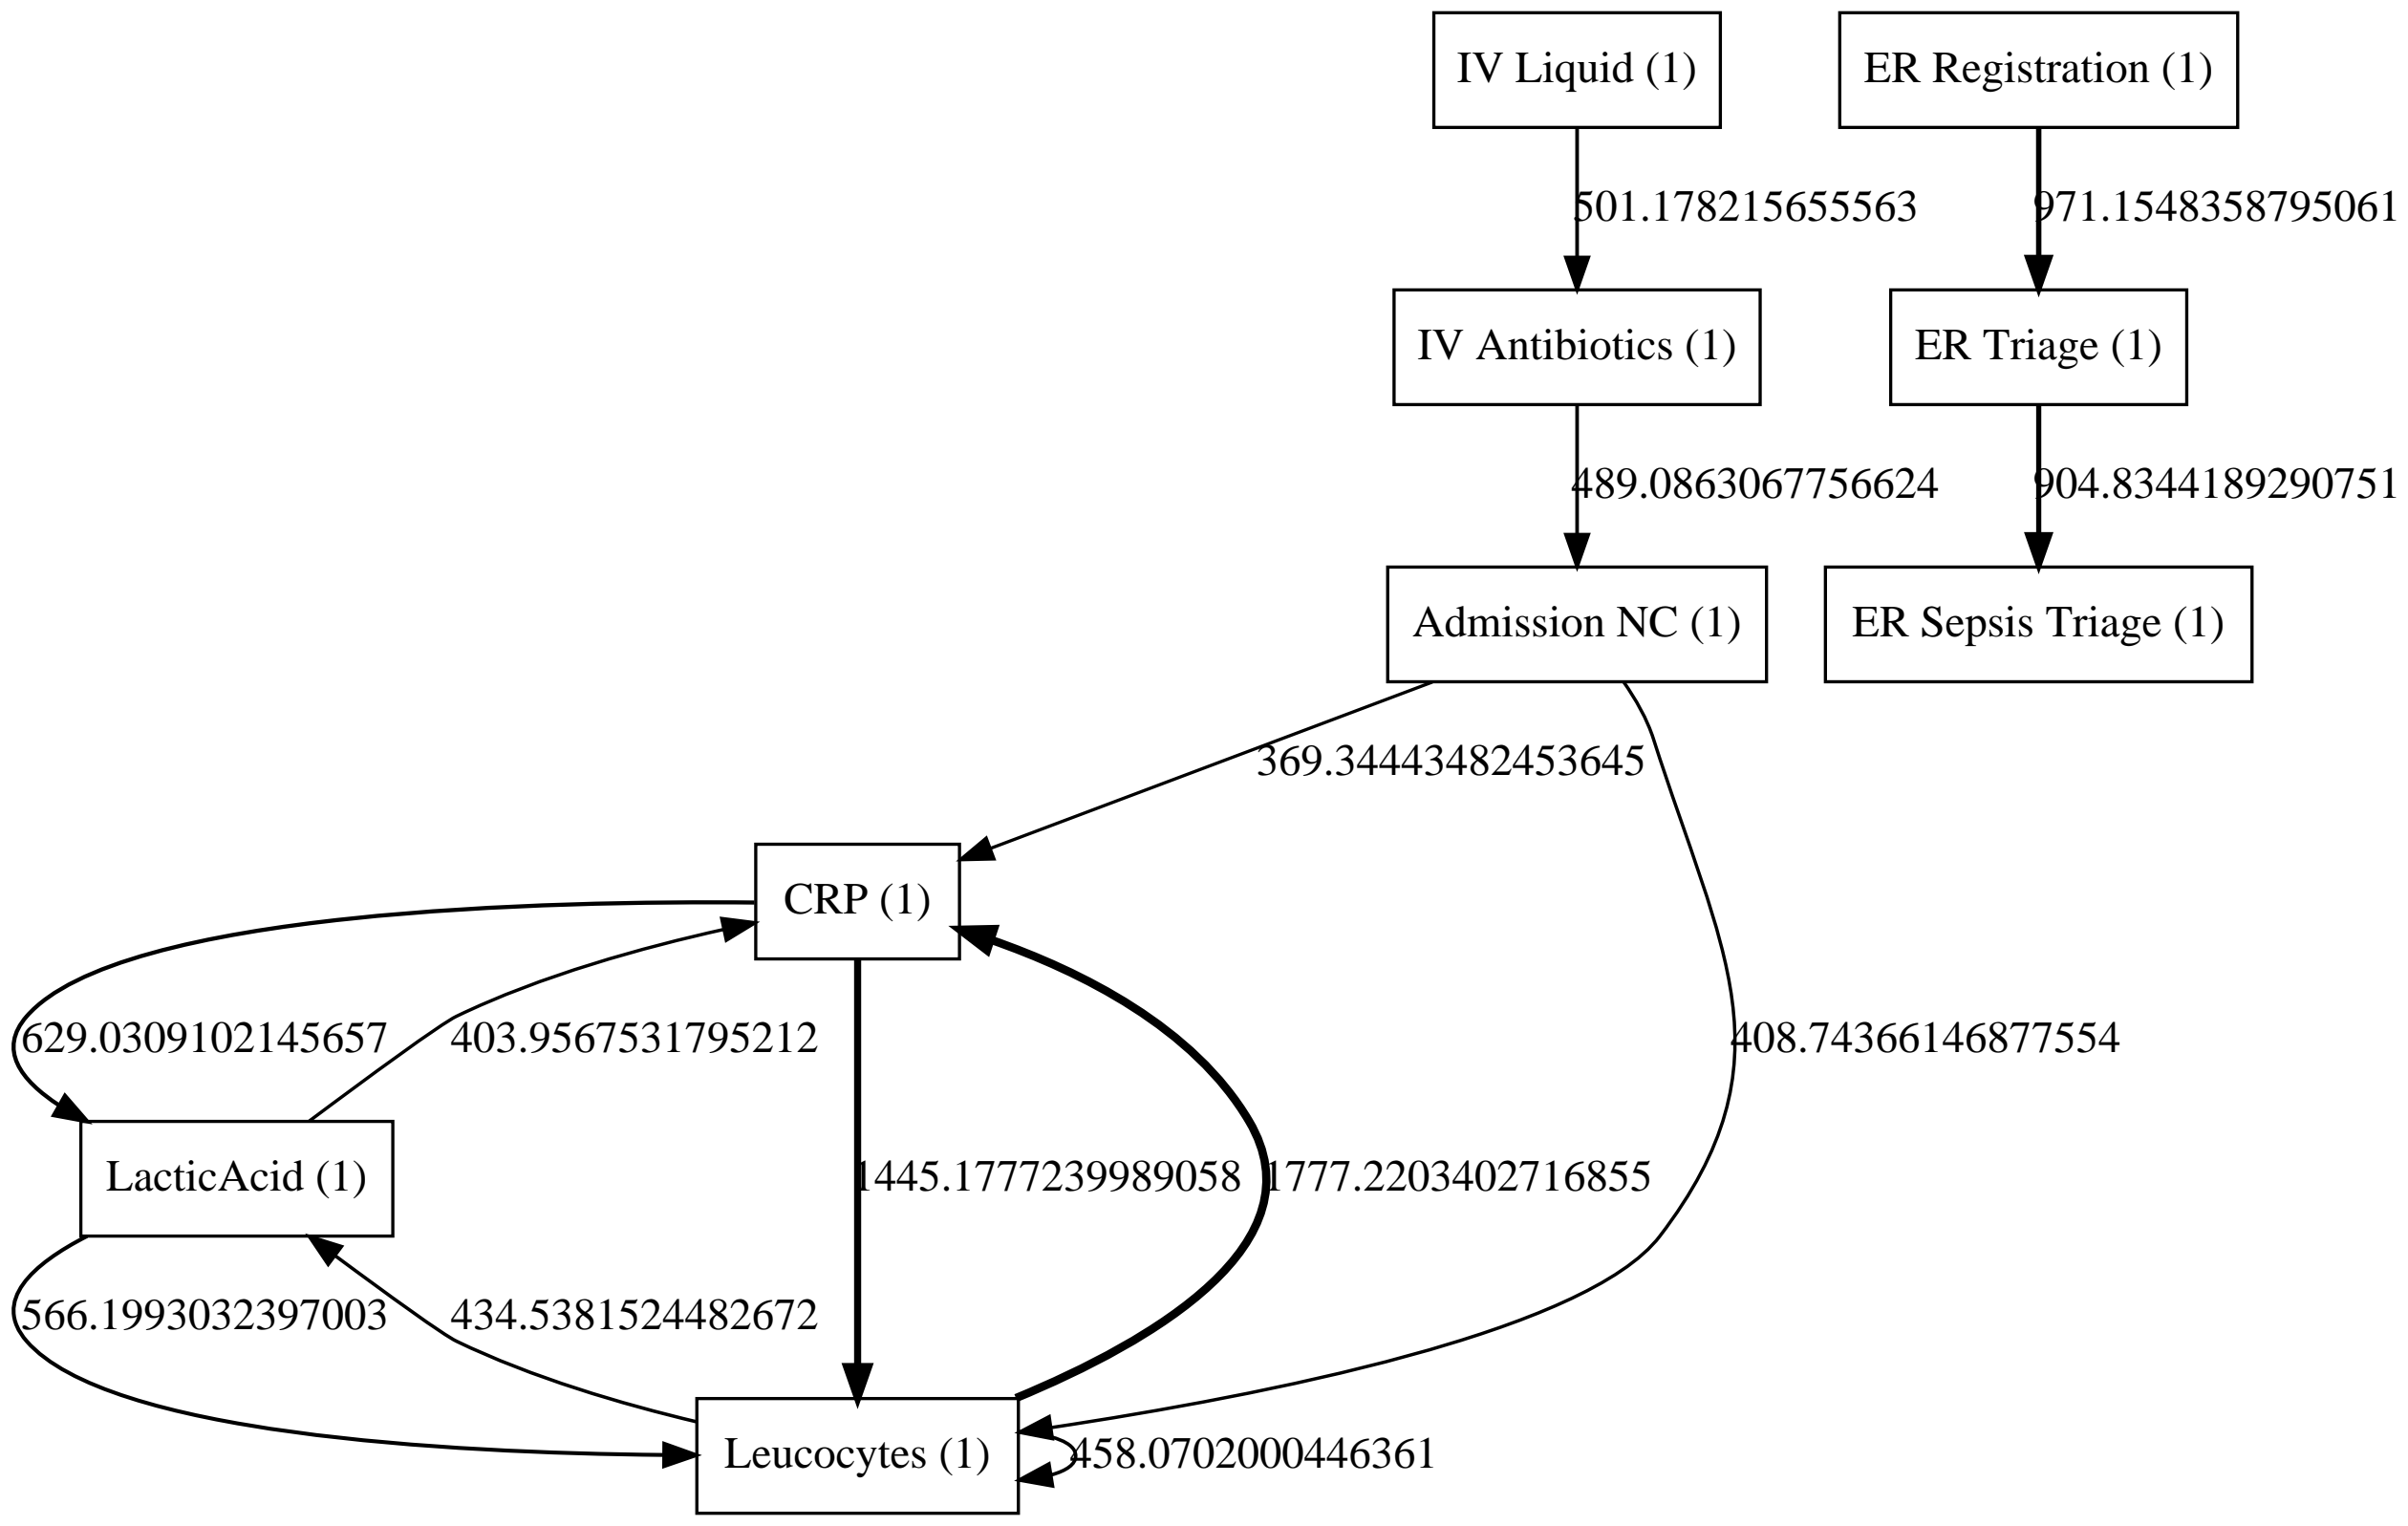 IV Liquid (1)
ER Registration (1)
501.178215655563
971.1548358795061
IV Antibiotics (1)
ER Triage (1)
489.0863067756624
904.8344189290751
Admission NC (1)
ER Sepsis Triage (1)
369.34443482453645
CRP (1)
629.0309102145657
403.9567531795212
408.74366146877554
LacticAcid (1)
1445.1777239989058
1777.2203402716855
566.1993032397003
434.5381524482672
Leucocytes (1)
458.0702000446361